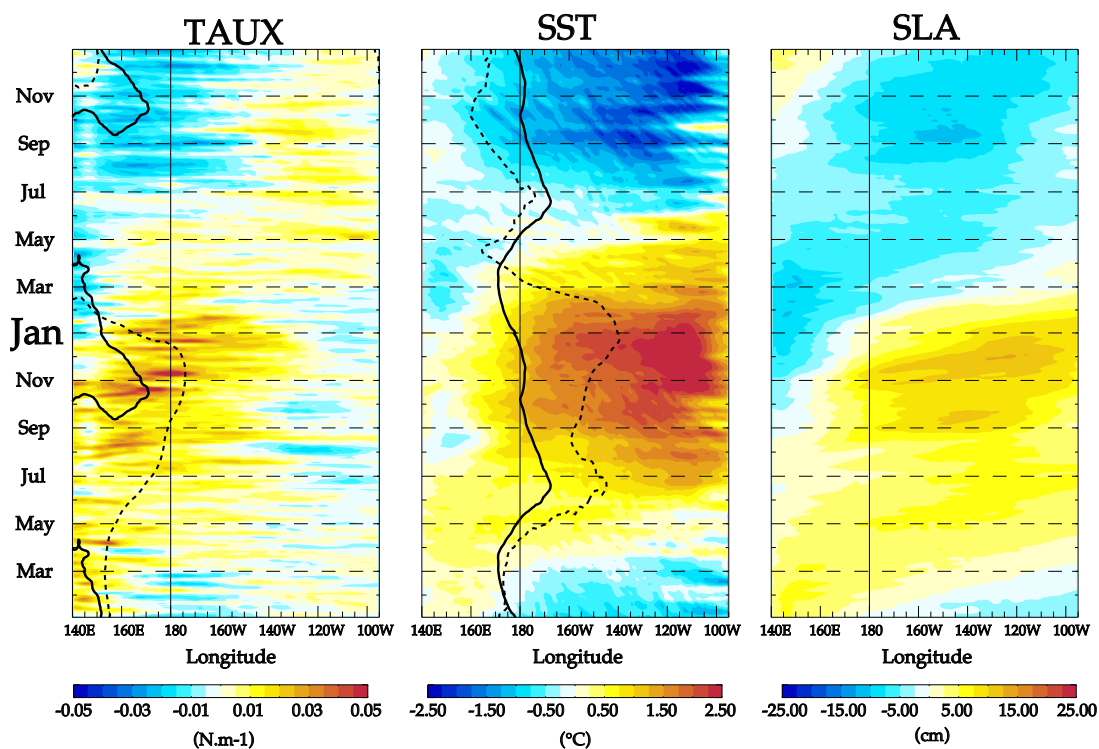 TAUX
SST
SLA
Nov
Sep
Jul
May
Mar
Jan
Nov
Sep
Jul
May
Mar
140E 160E 180 160W 140W 120W 100W
140E 160E 180 160W 140W 120W 100W
140E 160E 180 160W 140W 120W 100W
Longitude
Longitude
Longitude
-0.05 -0.03 -0.01 0.01 0.03 0.05
-2.50 -1.50 -0.50 0.50 1.50 2.50
-25.00 -15.00 -5.00 5.00 15.00 25.00
(N.m-1)
(°C)
(cm)